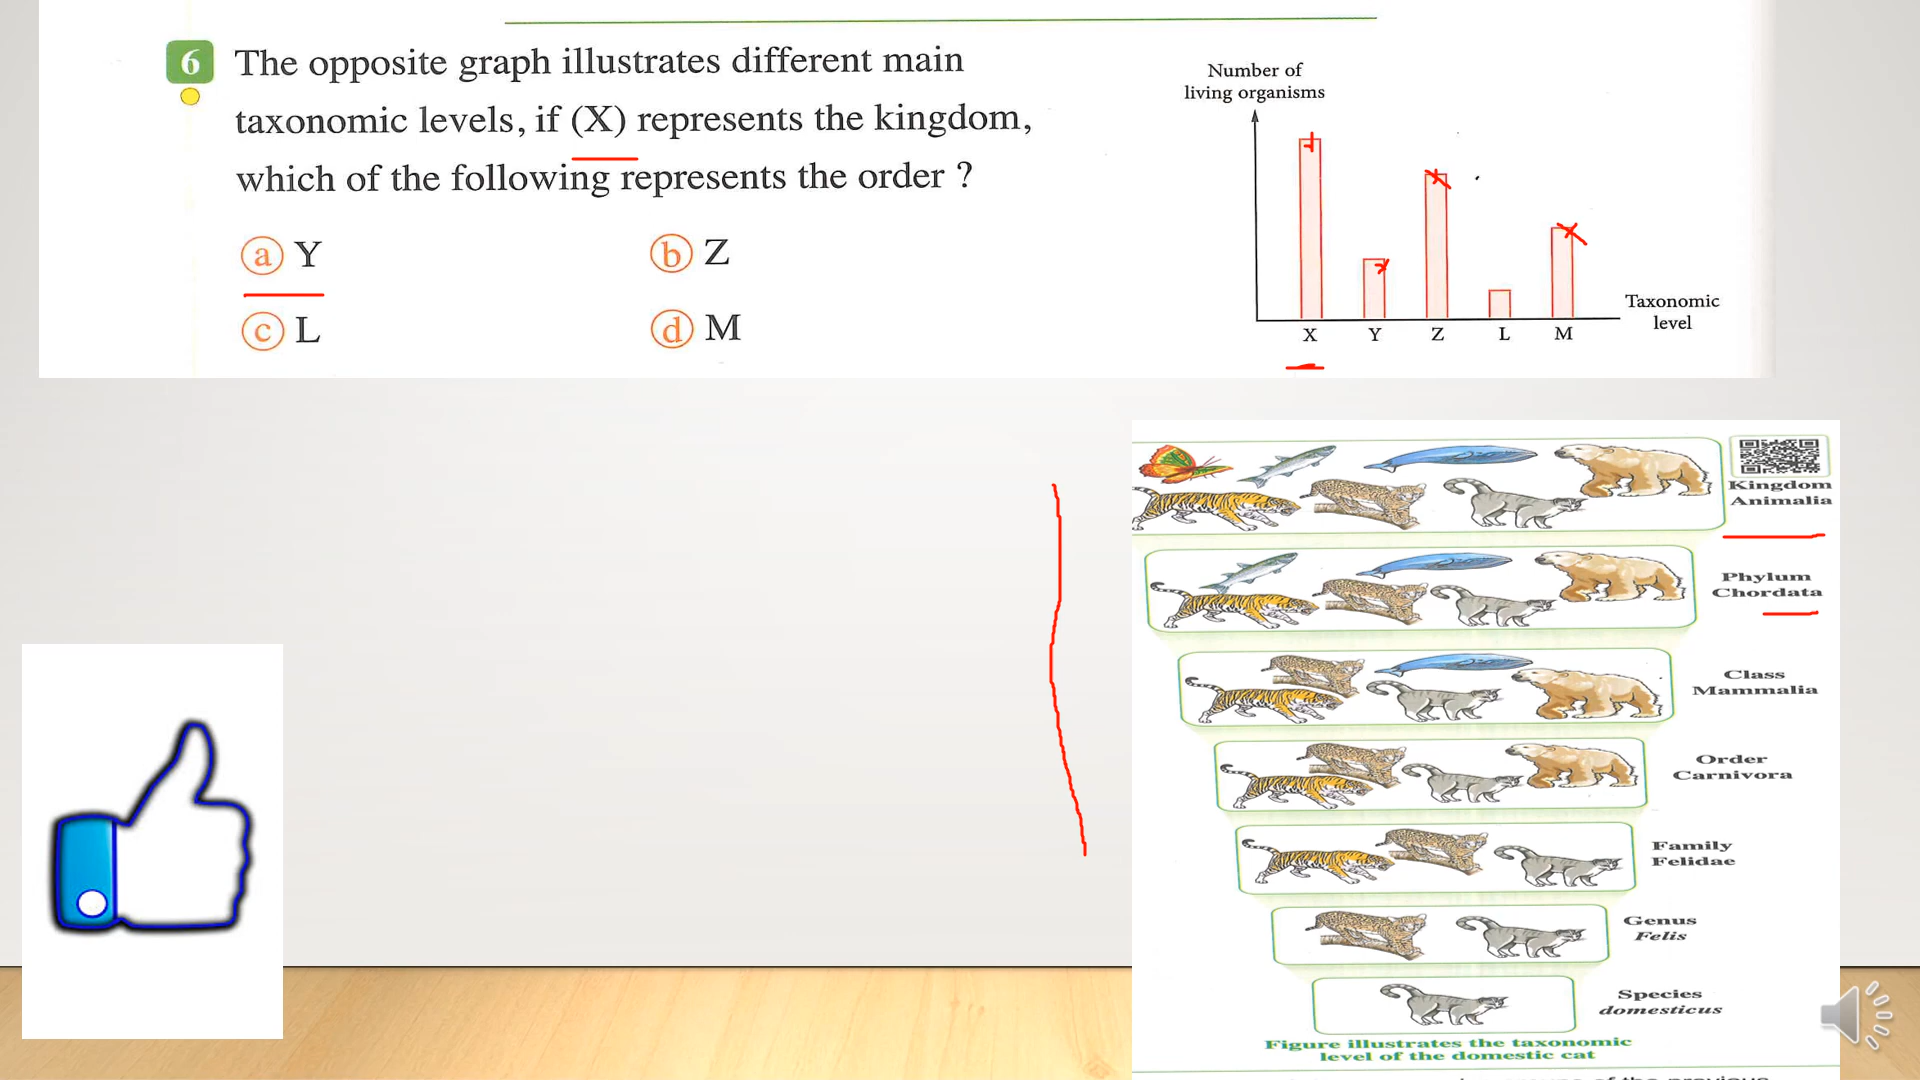 6 The opposite graph illustrates different main
taxonomic levels, if (X) represents the kingdom,
which of the following represents the order ?
a Y
b Z
c L
d M
Number of
living organisms
X Y Z L M
Taxonomic
level
Kingdom
Animalia
Phylum
Chordata
Class
Mammalia
Order
Carnivora
Family
Felidae
Genus
Felis
Species
domesticus
Figure illustrates the taxonomic
level of the domestic cat